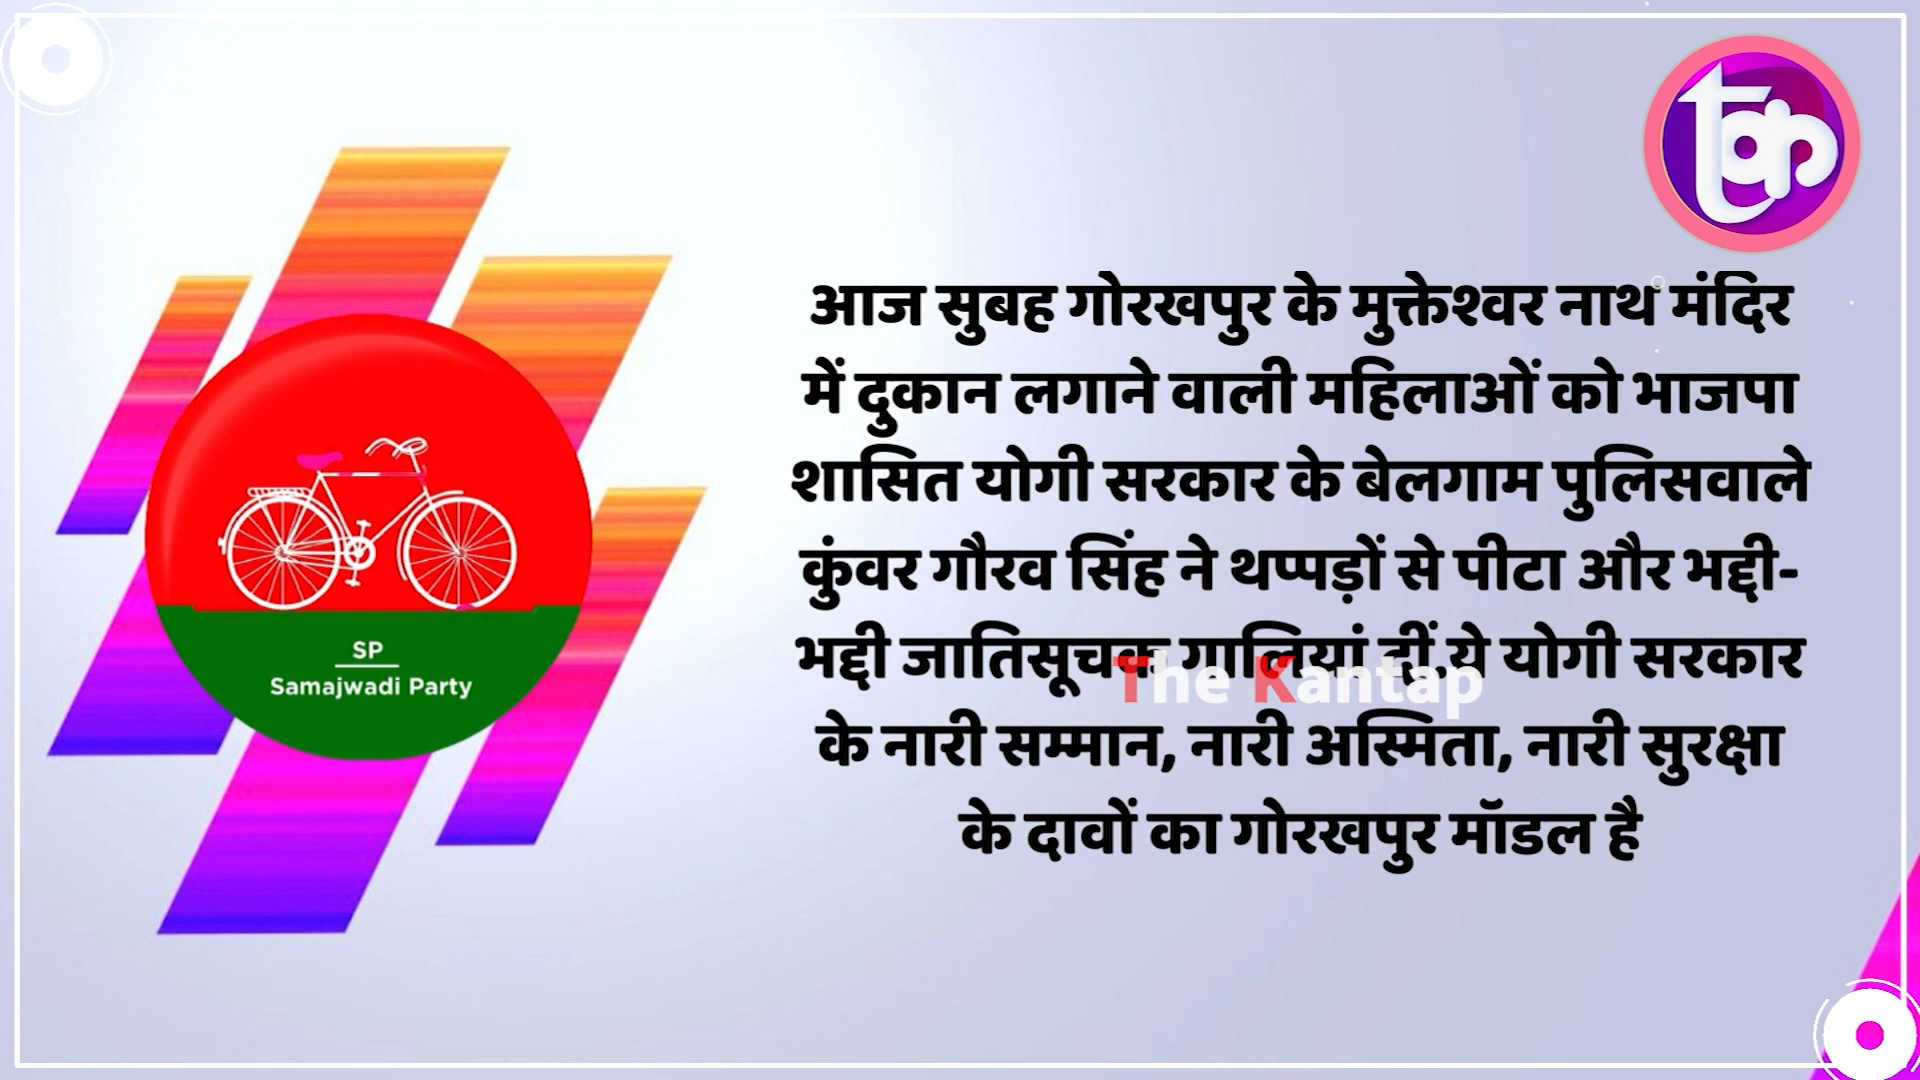 आज सुबह गोरखपुर के मुक्तेश्वर नाथ मंदिर
में दुकान लगाने वाली महिलाओं को भाजपा
शासित योगी सरकार के बेलगाम पुलिसवाले
कुंवर गौरव सिंह ने थप्पड़ों से पीटा और भद्दी-
भद्दी जातिसूचक गालियां दीं,ये योगी सरकार
The Kantap
के नारी सम्मान, नारी अस्मिता, नारी सुरक्षा
के दावों का गोरखपुर मॉडल है
SP
Samajwadi Party